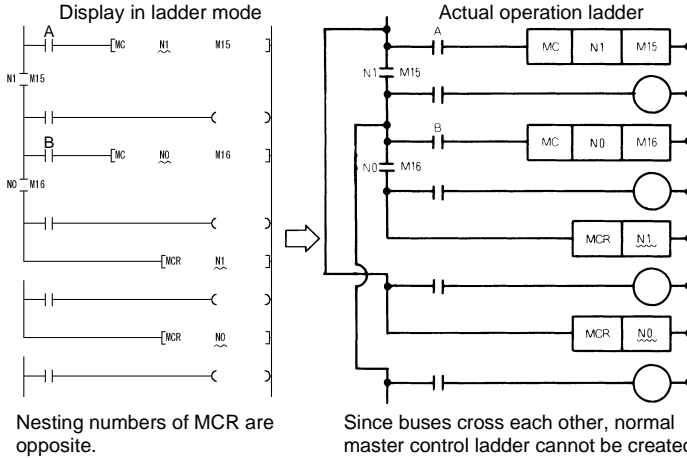 Display in ladder mode
A
MC N1 M15
N1 M15
B
MC N0 M16
N0 M16
MCR N1
MCR N0
Nesting numbers of MCR are
opposite.
Actual operation ladder
A
MC N1 M15
N1 M15
B
MC N0 M16
N0 M16
MCR N1
MCR N0
Since buses cross each other, normal
master control ladder cannot be created